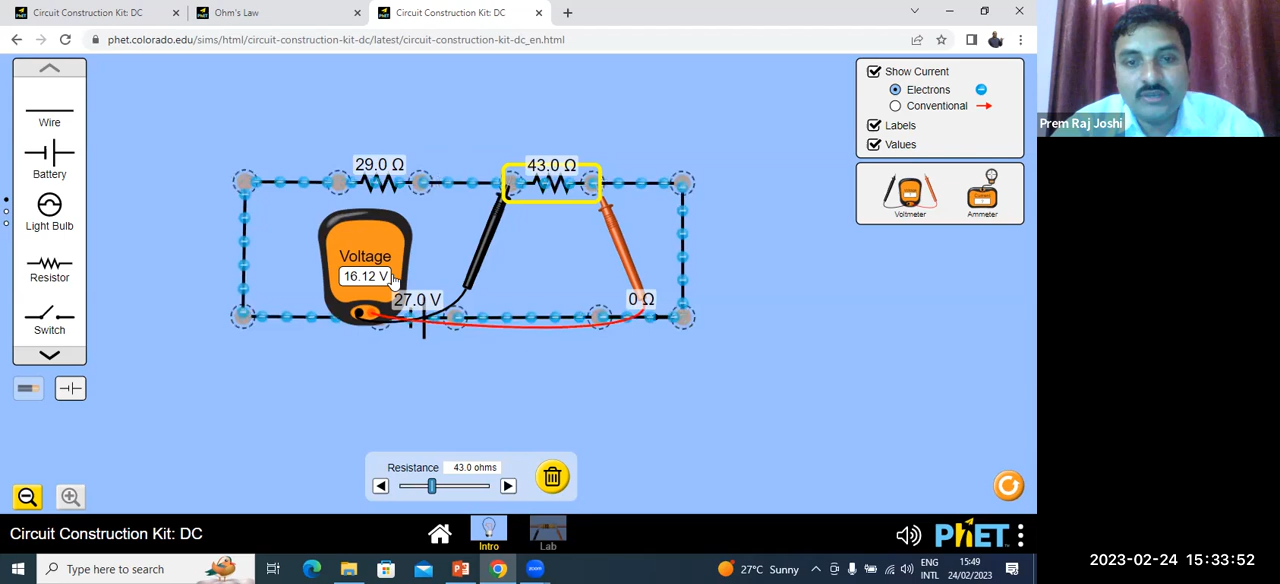 Circuit Construction Kit: DC
Ohm's Law
Circuit Construction Kit: DC
phet.colorado.edu/sims/html/circuit-construction-kit-dc/latest/circuit-construction-kit-dc_en.html
Wire
Battery
Light Bulb
Resistor
Switch
29.0 Ω
43.0 Ω
Voltage
16.12 V
27.0 V
0 Ω
Show Current
Electrons
Conventional
Labels
Values
Voltmeter
Ammeter
Prem Raj Joshi
Resistance 43.0 ohms
Circuit Construction Kit: DC
Intro
Lab
PhET
Type here to search
27°C Sunny
ENG
INTL
15:49
24/02/2023
2023-02-24 15:33:52